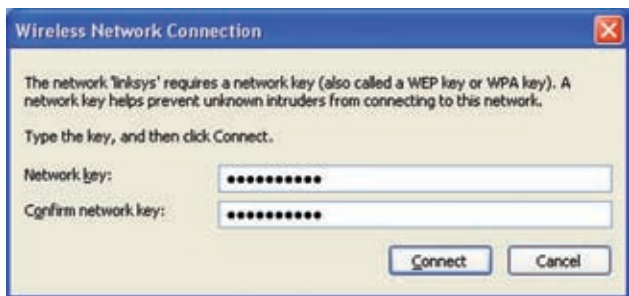 Wireless Network Connection
The network 'linksys' requires a network key (also called a WEP key or WPA key). A
network key helps prevent unknown intruders from connecting to this network.
Type the key, and then click Connect.
Network key: ••••••••••
Confirm network key: ••••••••••
Connect Cancel